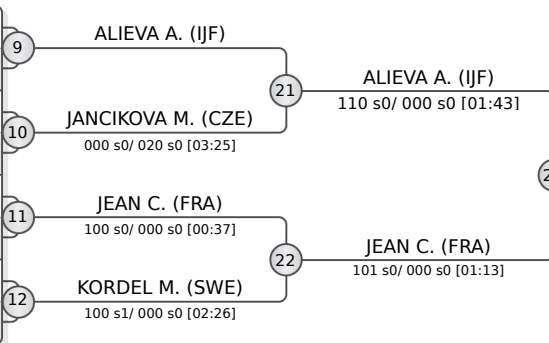 ALIEVA A. (IJF)
9
21
ALIEVA A. (IJF)
110 s0/ 000 s0 [01:43]
JANCIKOVA M. (CZE)
10
000 s0/ 020 s0 [03:25]
JEAN C. (FRA)
11
100 s0/ 000 s0 [00:37]
22
JEAN C. (FRA)
101 s0/ 000 s0 [01:13]
KORDEL M. (SWE)
12
100 s1/ 000 s0 [02:26]